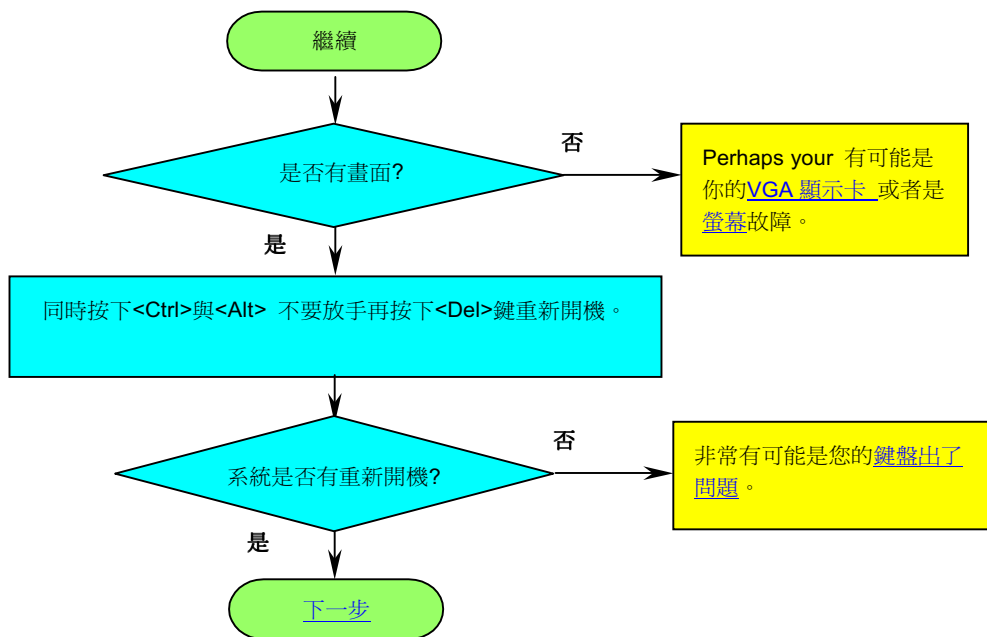 繼續
是否有畫面?
否
Perhaps your 有可能是
你的VGA 顯示卡 或者是
螢幕故障。
是
同時按下<Ctrl>與<Alt> 不要放手再按下<Del>鍵重新開機。
系統是否有重新開機?
否
非常有可能是您的鍵盤出了
問題。
是
下一步